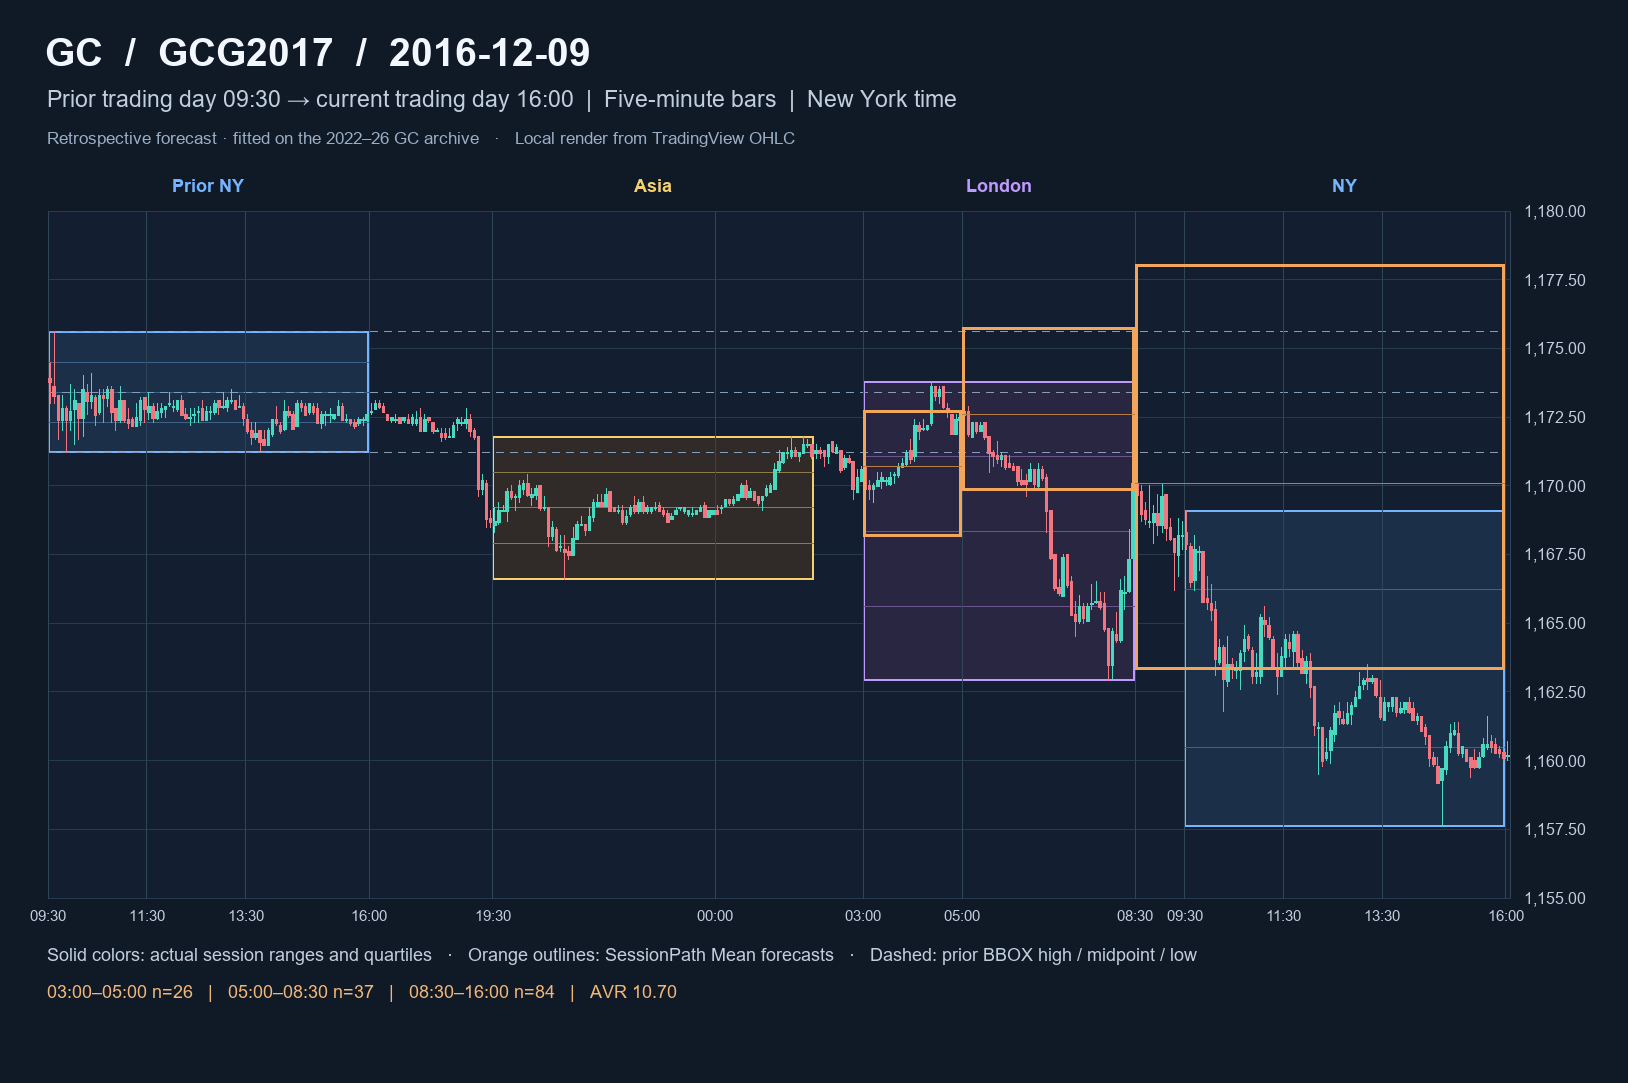 GC / GCG2017 / 2016-12-09
Prior trading day 09:30 → current trading day 16:00 | Five-minute bars | New York time
Retrospective forecast · fitted on the 2022–26 GC archive · Local render from TradingView OHLC
Prior NY Asia London NY
1,180.00
1,177.50
1,175.00
1,172.50
1,170.00
1,167.50
1,165.00
1,162.50
1,160.00
1,157.50
1,155.00
09:30 11:30 13:30 16:00 19:30 00:00 03:00 05:00 08:30 09:30 11:30 13:30 16:00
Solid colors: actual session ranges and quartiles · Orange outlines: SessionPath Mean forecasts · Dashed: prior BBOX high / midpoint / low
03:00–05:00 n=26 | 05:00–08:30 n=37 | 08:30–16:00 n=84 | AVR 10.70